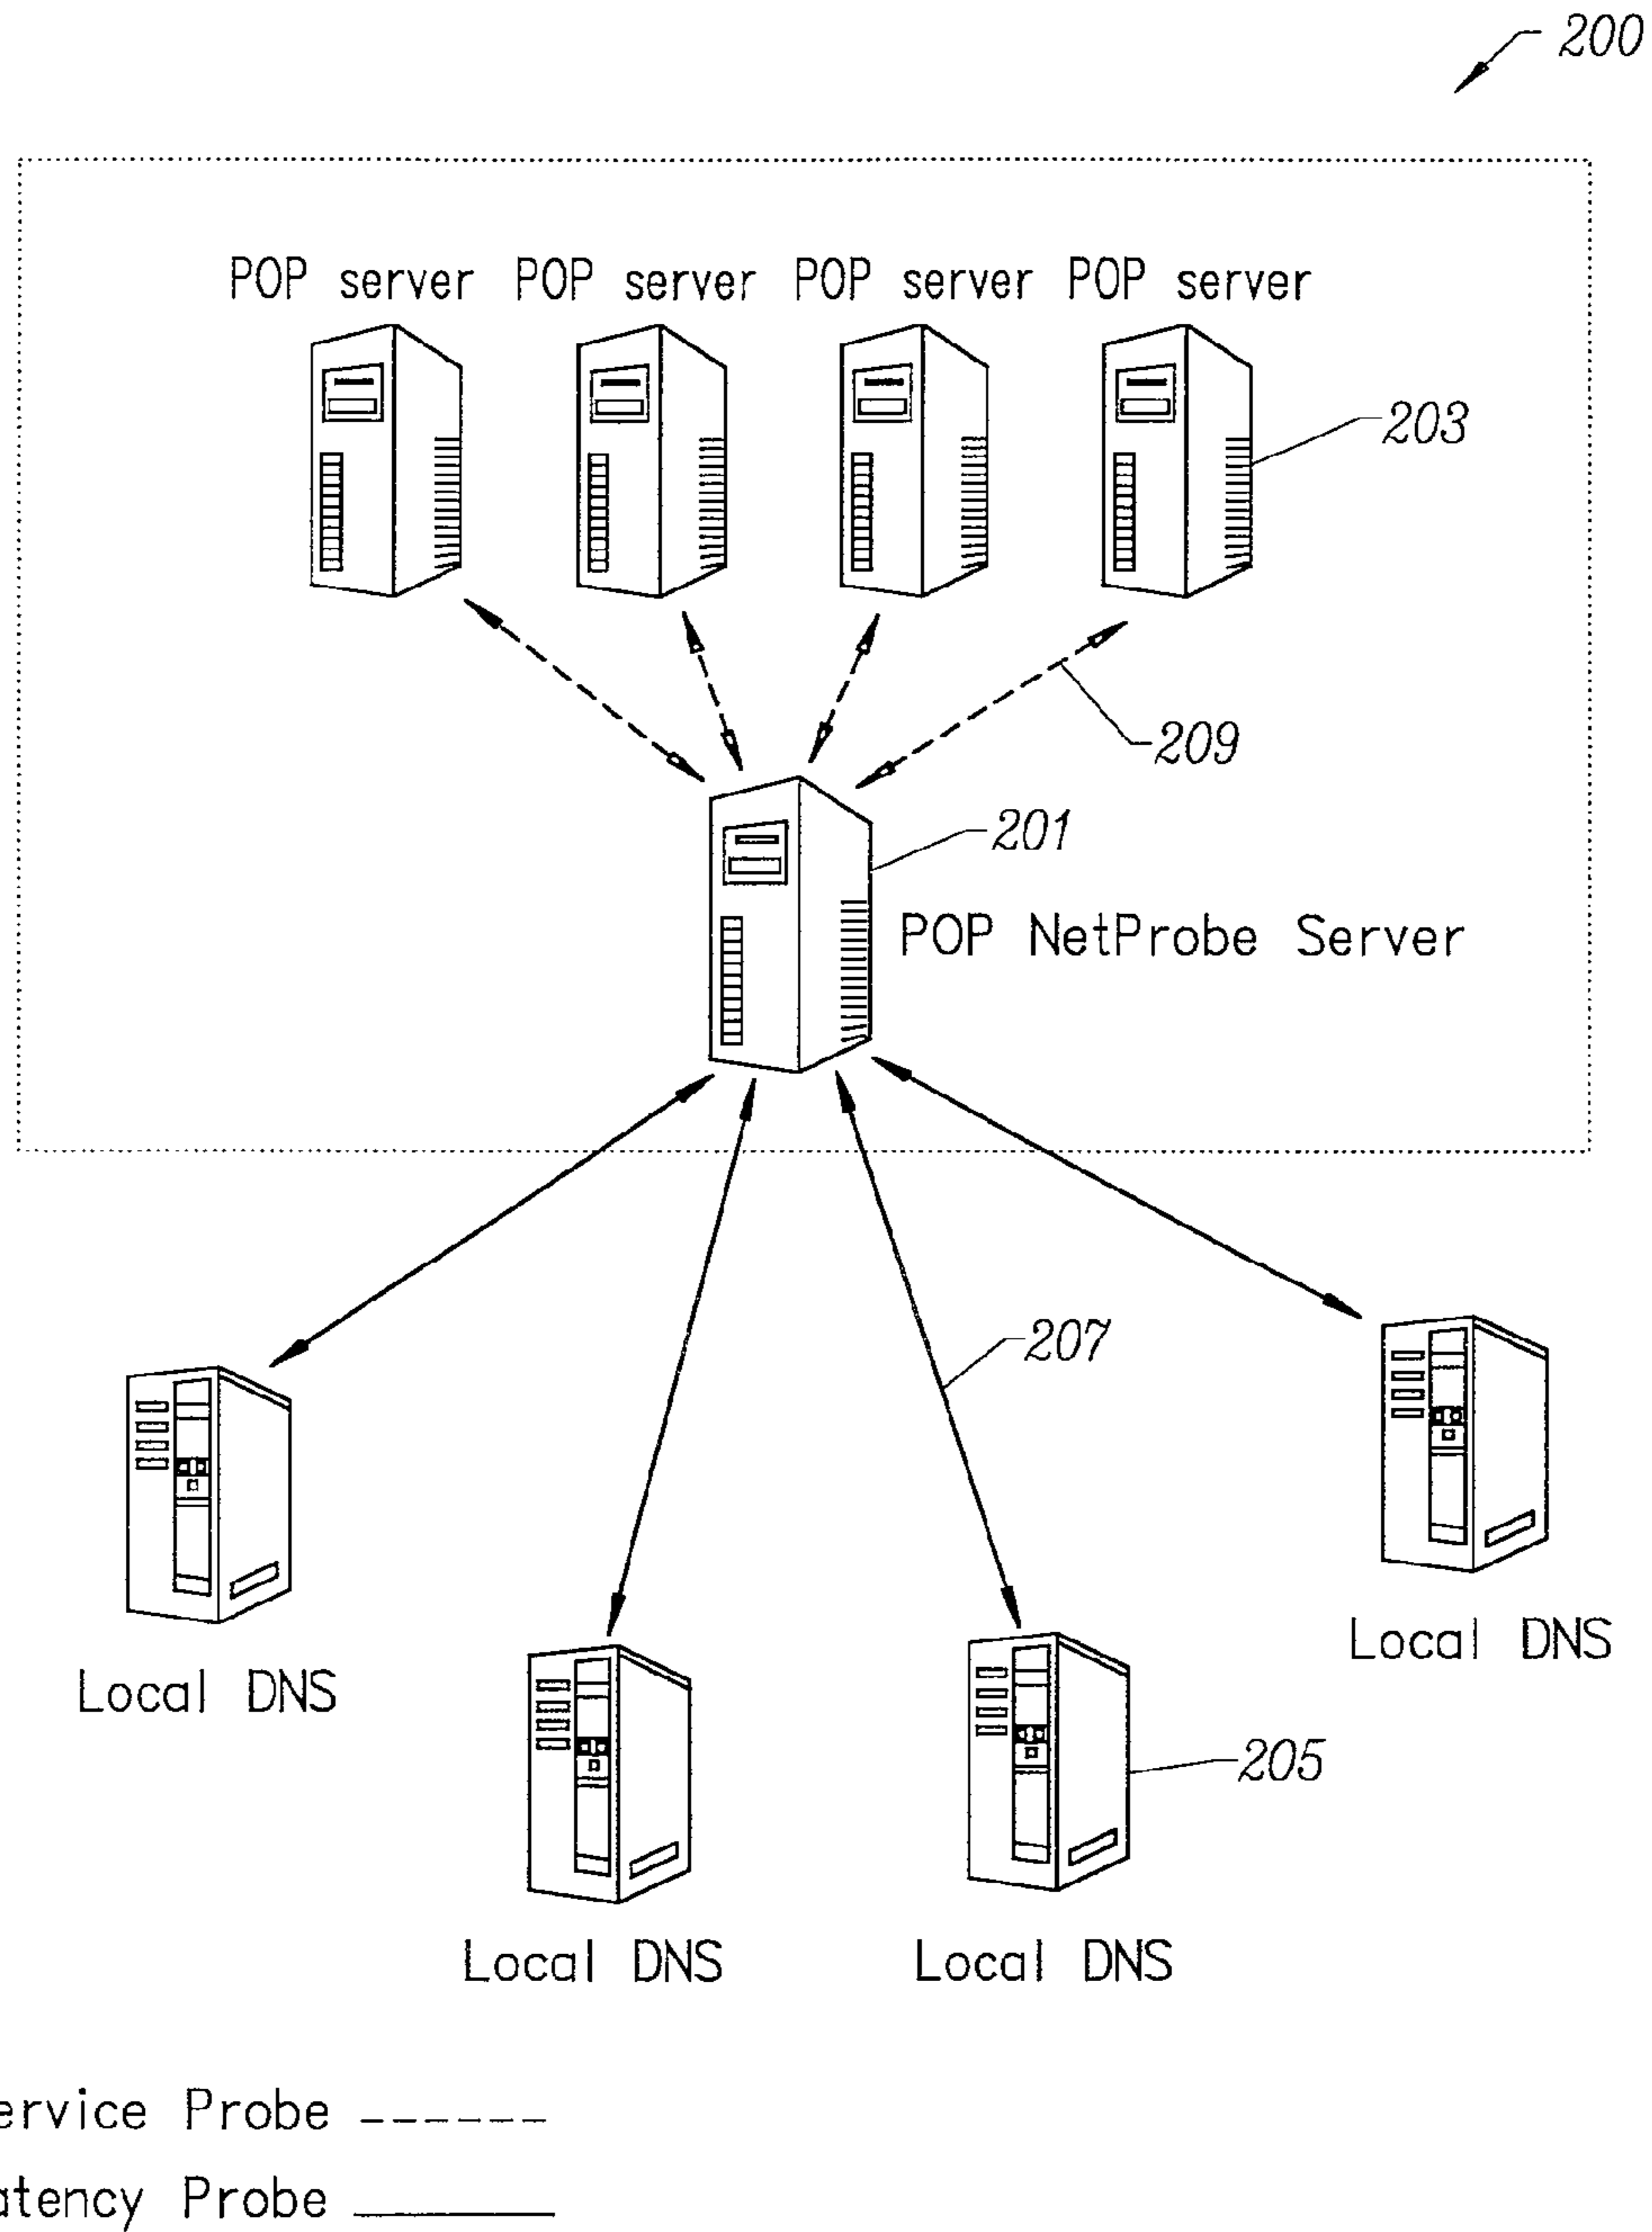 200
POP server POP server POP server POP server
203
209
201
POP NetProbe Server
207
Local DNS
Local DNS
205
Local DNS Local DNS
ervice Probe
atency Probe